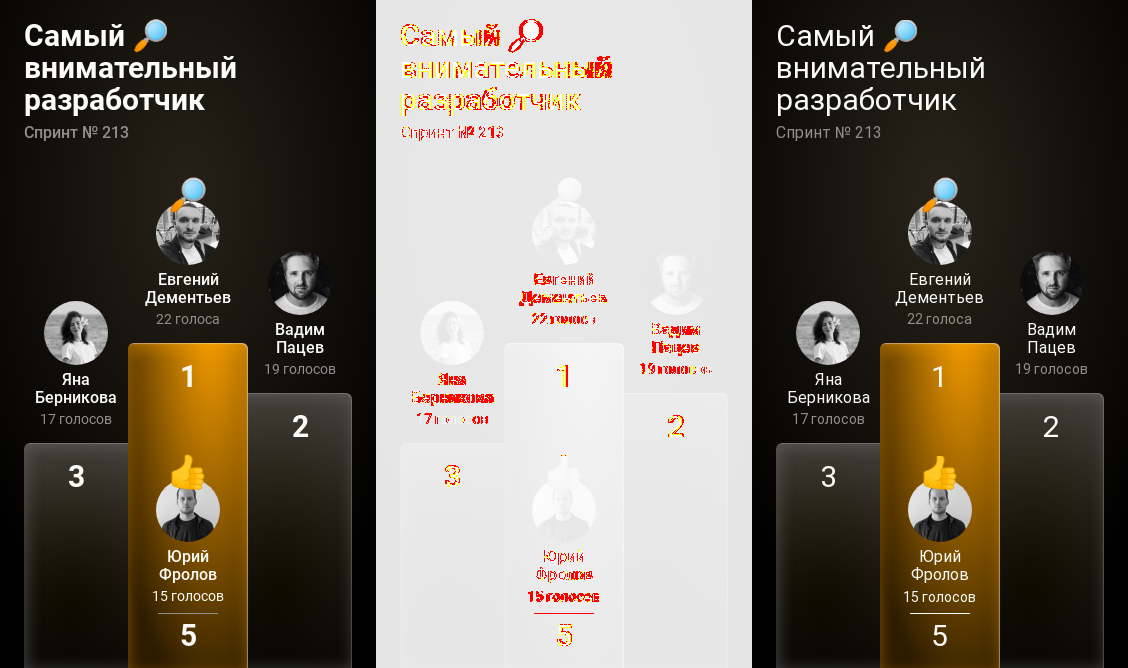 Самый 🔎
внимательный
разработчик
Спринт № 213
Евгений
Дементьев
22 голоса
Вадим
Пацев
19 голосов
Яна
Берникова
17 голосов
1
2
3
Юрий
Фролов
15 голосов
5
Самый
внимательный
разработчик
Спринт № 213
Евгений
Дементьев
22 голоса
Вадим
Пацев
19 голосов
Яна
Берникова
17 голосов
1
2
3
Юрий
Фролов
15 голосов
5
Самый 🔎
внимательный
разработчик
Спринт № 213
Евгений
Дементьев
22 голоса
Вадим
Пацев
19 голосов
Яна
Берникова
17 голосов
1
2
3
Юрий
Фролов
15 голосов
5